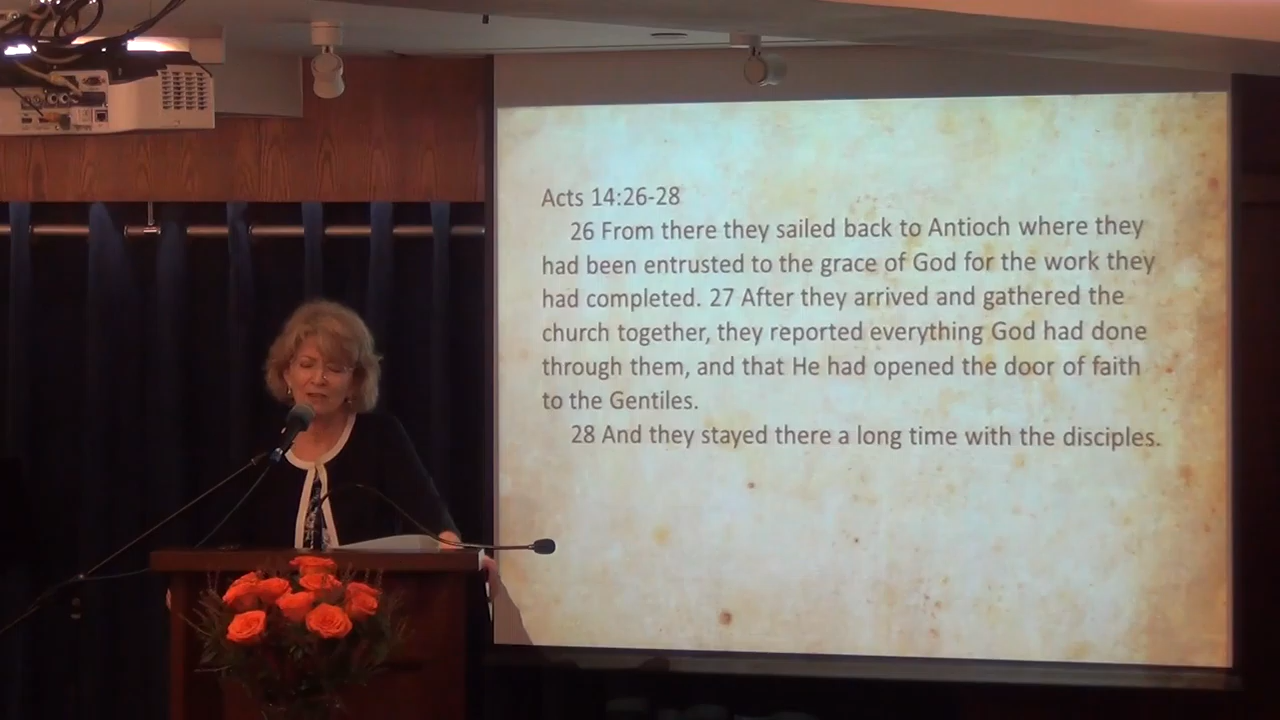 Acts 14:26-28
26 From there they sailed back to Antioch where they
had been entrusted to the grace of God for the work they
had completed. 27 After they arrived and gathered the
church together, they reported everything God had done
through them, and that He had opened the door of faith
to the Gentiles.
28 And they stayed there a long time with the disciples.